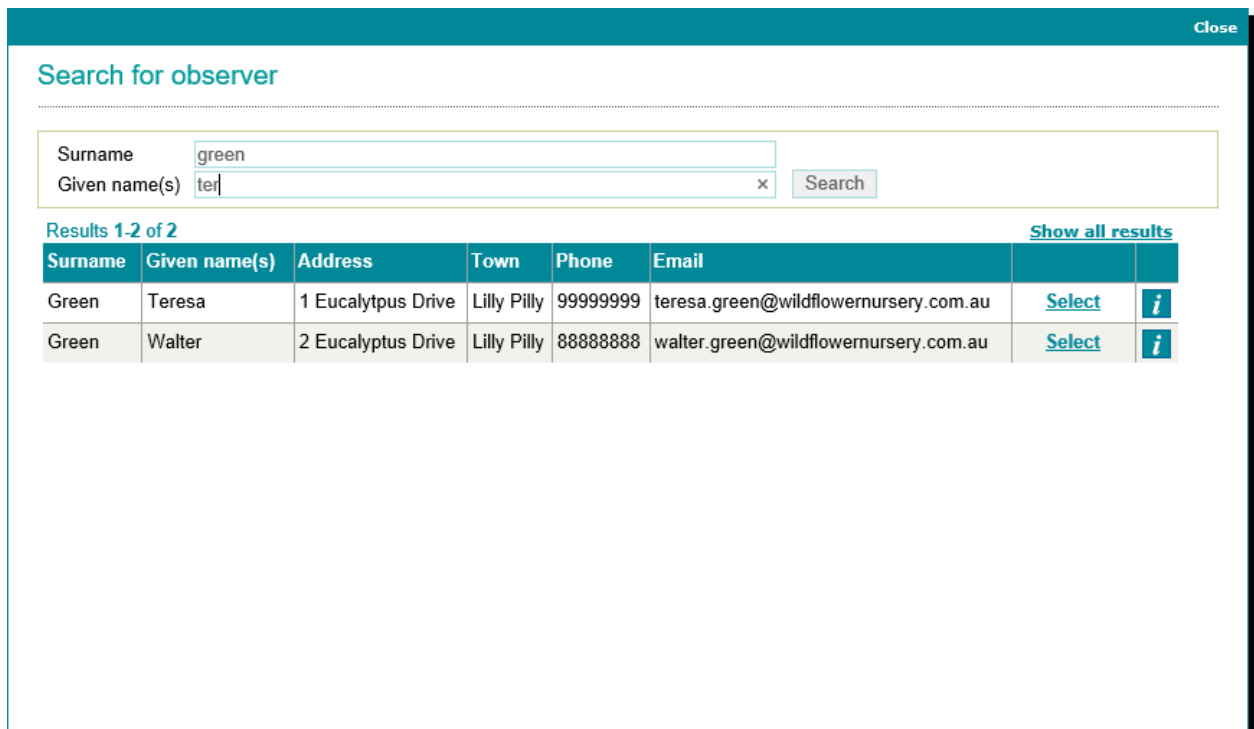 Close
Search for observer
Surname green
Given name(s) ter × Search
Results 1-2 of 2 Show all results
Surname Given name(s) Address Town Phone Email
Green Teresa 1 Eucalytpus Drive Lilly Pilly 99999999 teresa.green@wildflowernursery.com.au Select i
Green Walter 2 Eucalyptus Drive Lilly Pilly 88888888 walter.green@wildflowernursery.com.au Select i